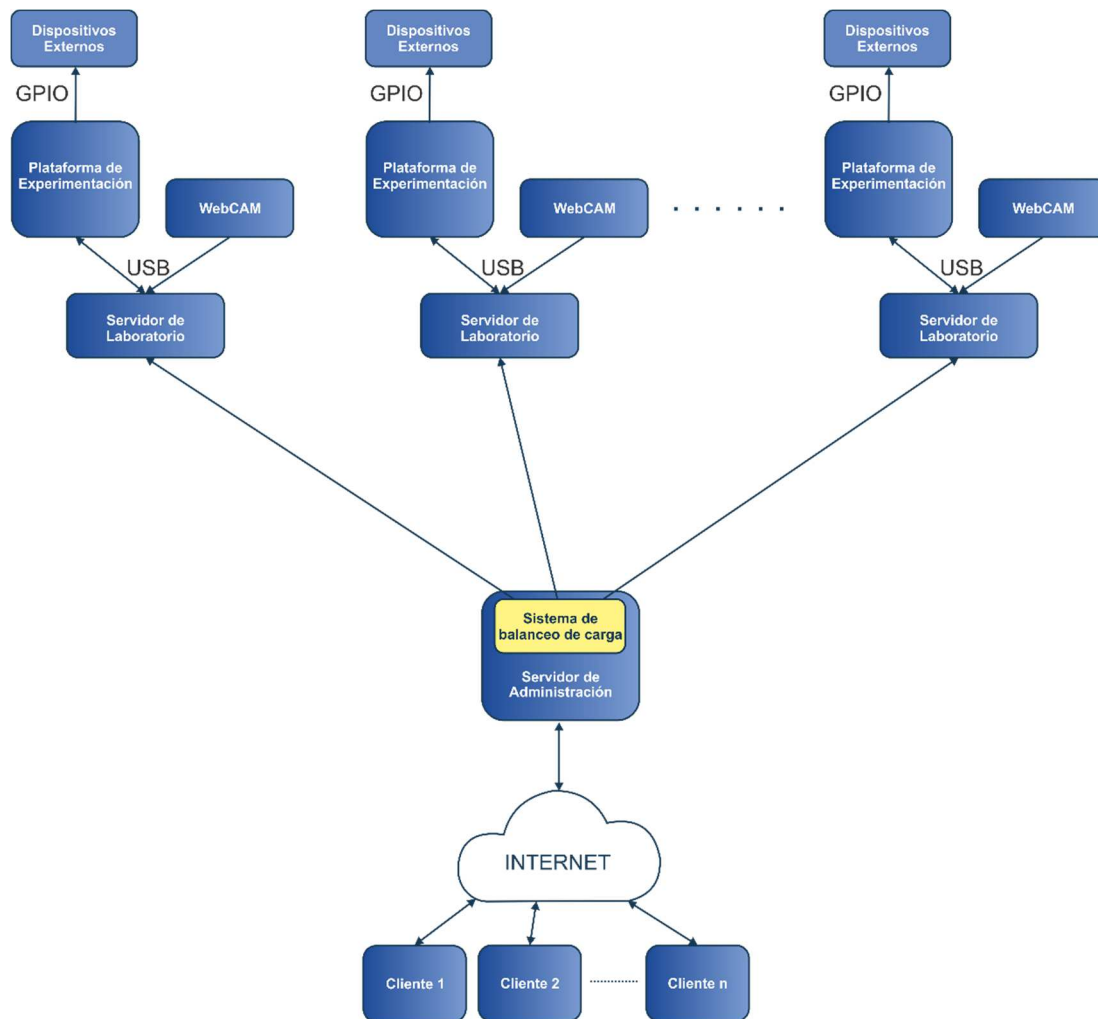 Dispositivos
Externos
Dispositivos
Externos
Dispositivos
Externos
GPIO
GPIO
GPIO
Plataforma de
Experimentación
WebCAM
Plataforma de
Experimentación
WebCAM
Plataforma de
Experimentación
WebCAM
USB
USB
USB
Servidor de
Laboratorio
Servidor de
Laboratorio
Servidor de
Laboratorio
Sistema de
balanceo de carga
Servidor de
Administración
INTERNET
Cliente 1
Cliente 2
Cliente n